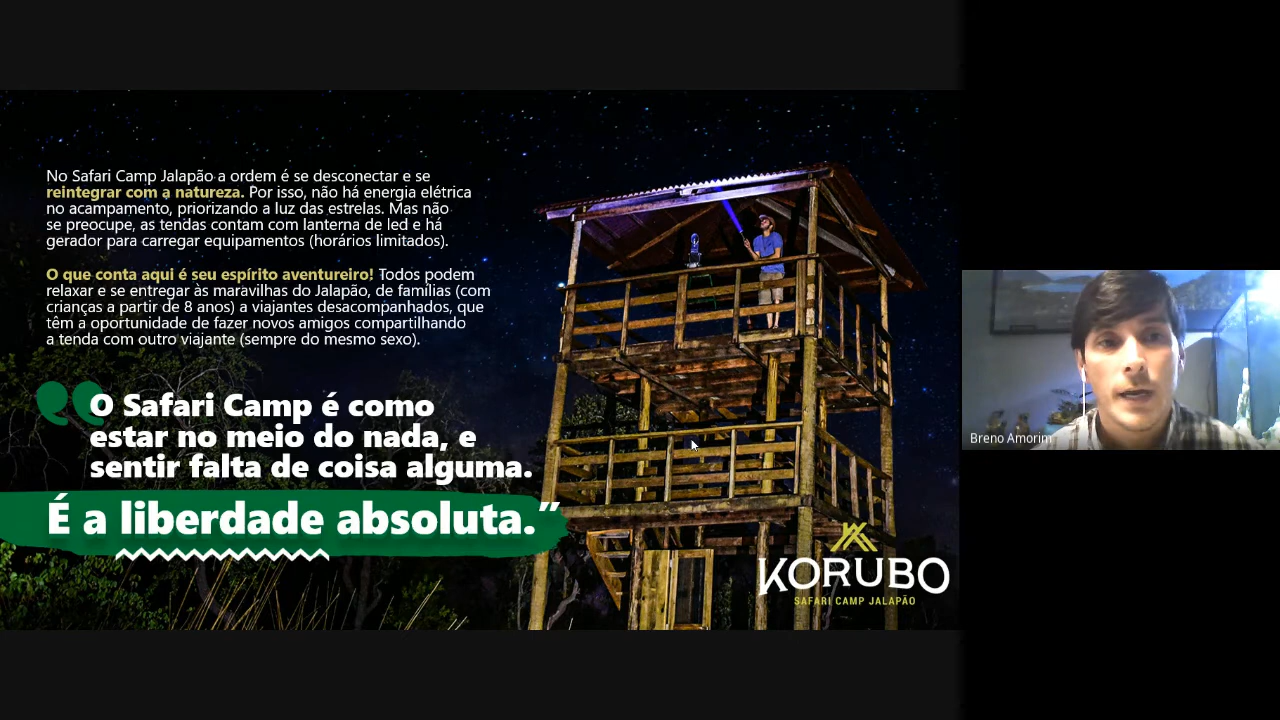 No Safari Camp Jalapão a ordem é se desconectar e se
reintegrar com a natureza. Por isso, não há energia elétrica
no acampamento, priorizando a luz das estrelas. Mas não
se preocupe, as tendas contam com lanterna de led e há
gerador para carregar equipamentos (horários limitados).
O que conta aqui é seu espírito aventureiro! Todos podem
relaxar e se entregar às maravilhas do Jalapão, de famílias (com
crianças a partir de 8 anos) a viajantes desacompanhados, que
têm a oportunidade de fazer novos amigos compartilhando
a tenda com outro viajante (sempre do mesmo sexo).
“O Safari Camp é como
estar no meio do nada, e
sentir falta de coisa alguma.
É a liberdade absoluta.”
KORUBO
SAFARI CAMP JALAPÃO
Breno Amorim